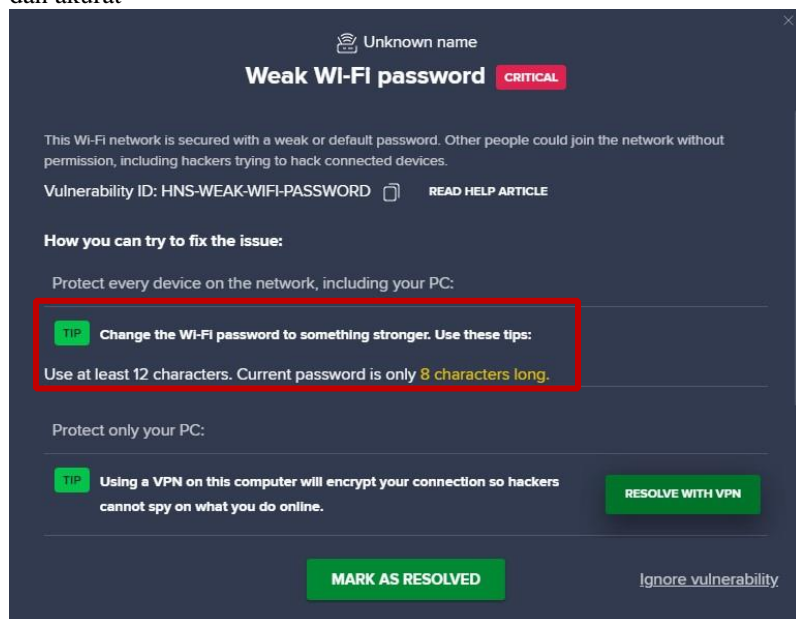 dan akurat
Unknown name
Weak Wi-Fi password CRITICAL
This Wi-Fi network is secured with a weak or default password. Other people could join the network without
permission, including hackers trying to hack connected devices.
Vulnerability ID: HNS-WEAK-WIFI-PASSWORD READ HELP ARTICLE
How you can try to fix the issue:
Protect every device on the network, including your PC:
TIP Change the Wi-Fi password to something stronger. Use these tips:
Use at least 12 characters. Current password is only 8 characters long.
Protect only your PC:
TIP Using a VPN on this computer will encrypt your connection so hackers
cannot spy on what you do online.
RESOLVE WITH VPN
MARK AS RESOLVED
Ignore vulnerability